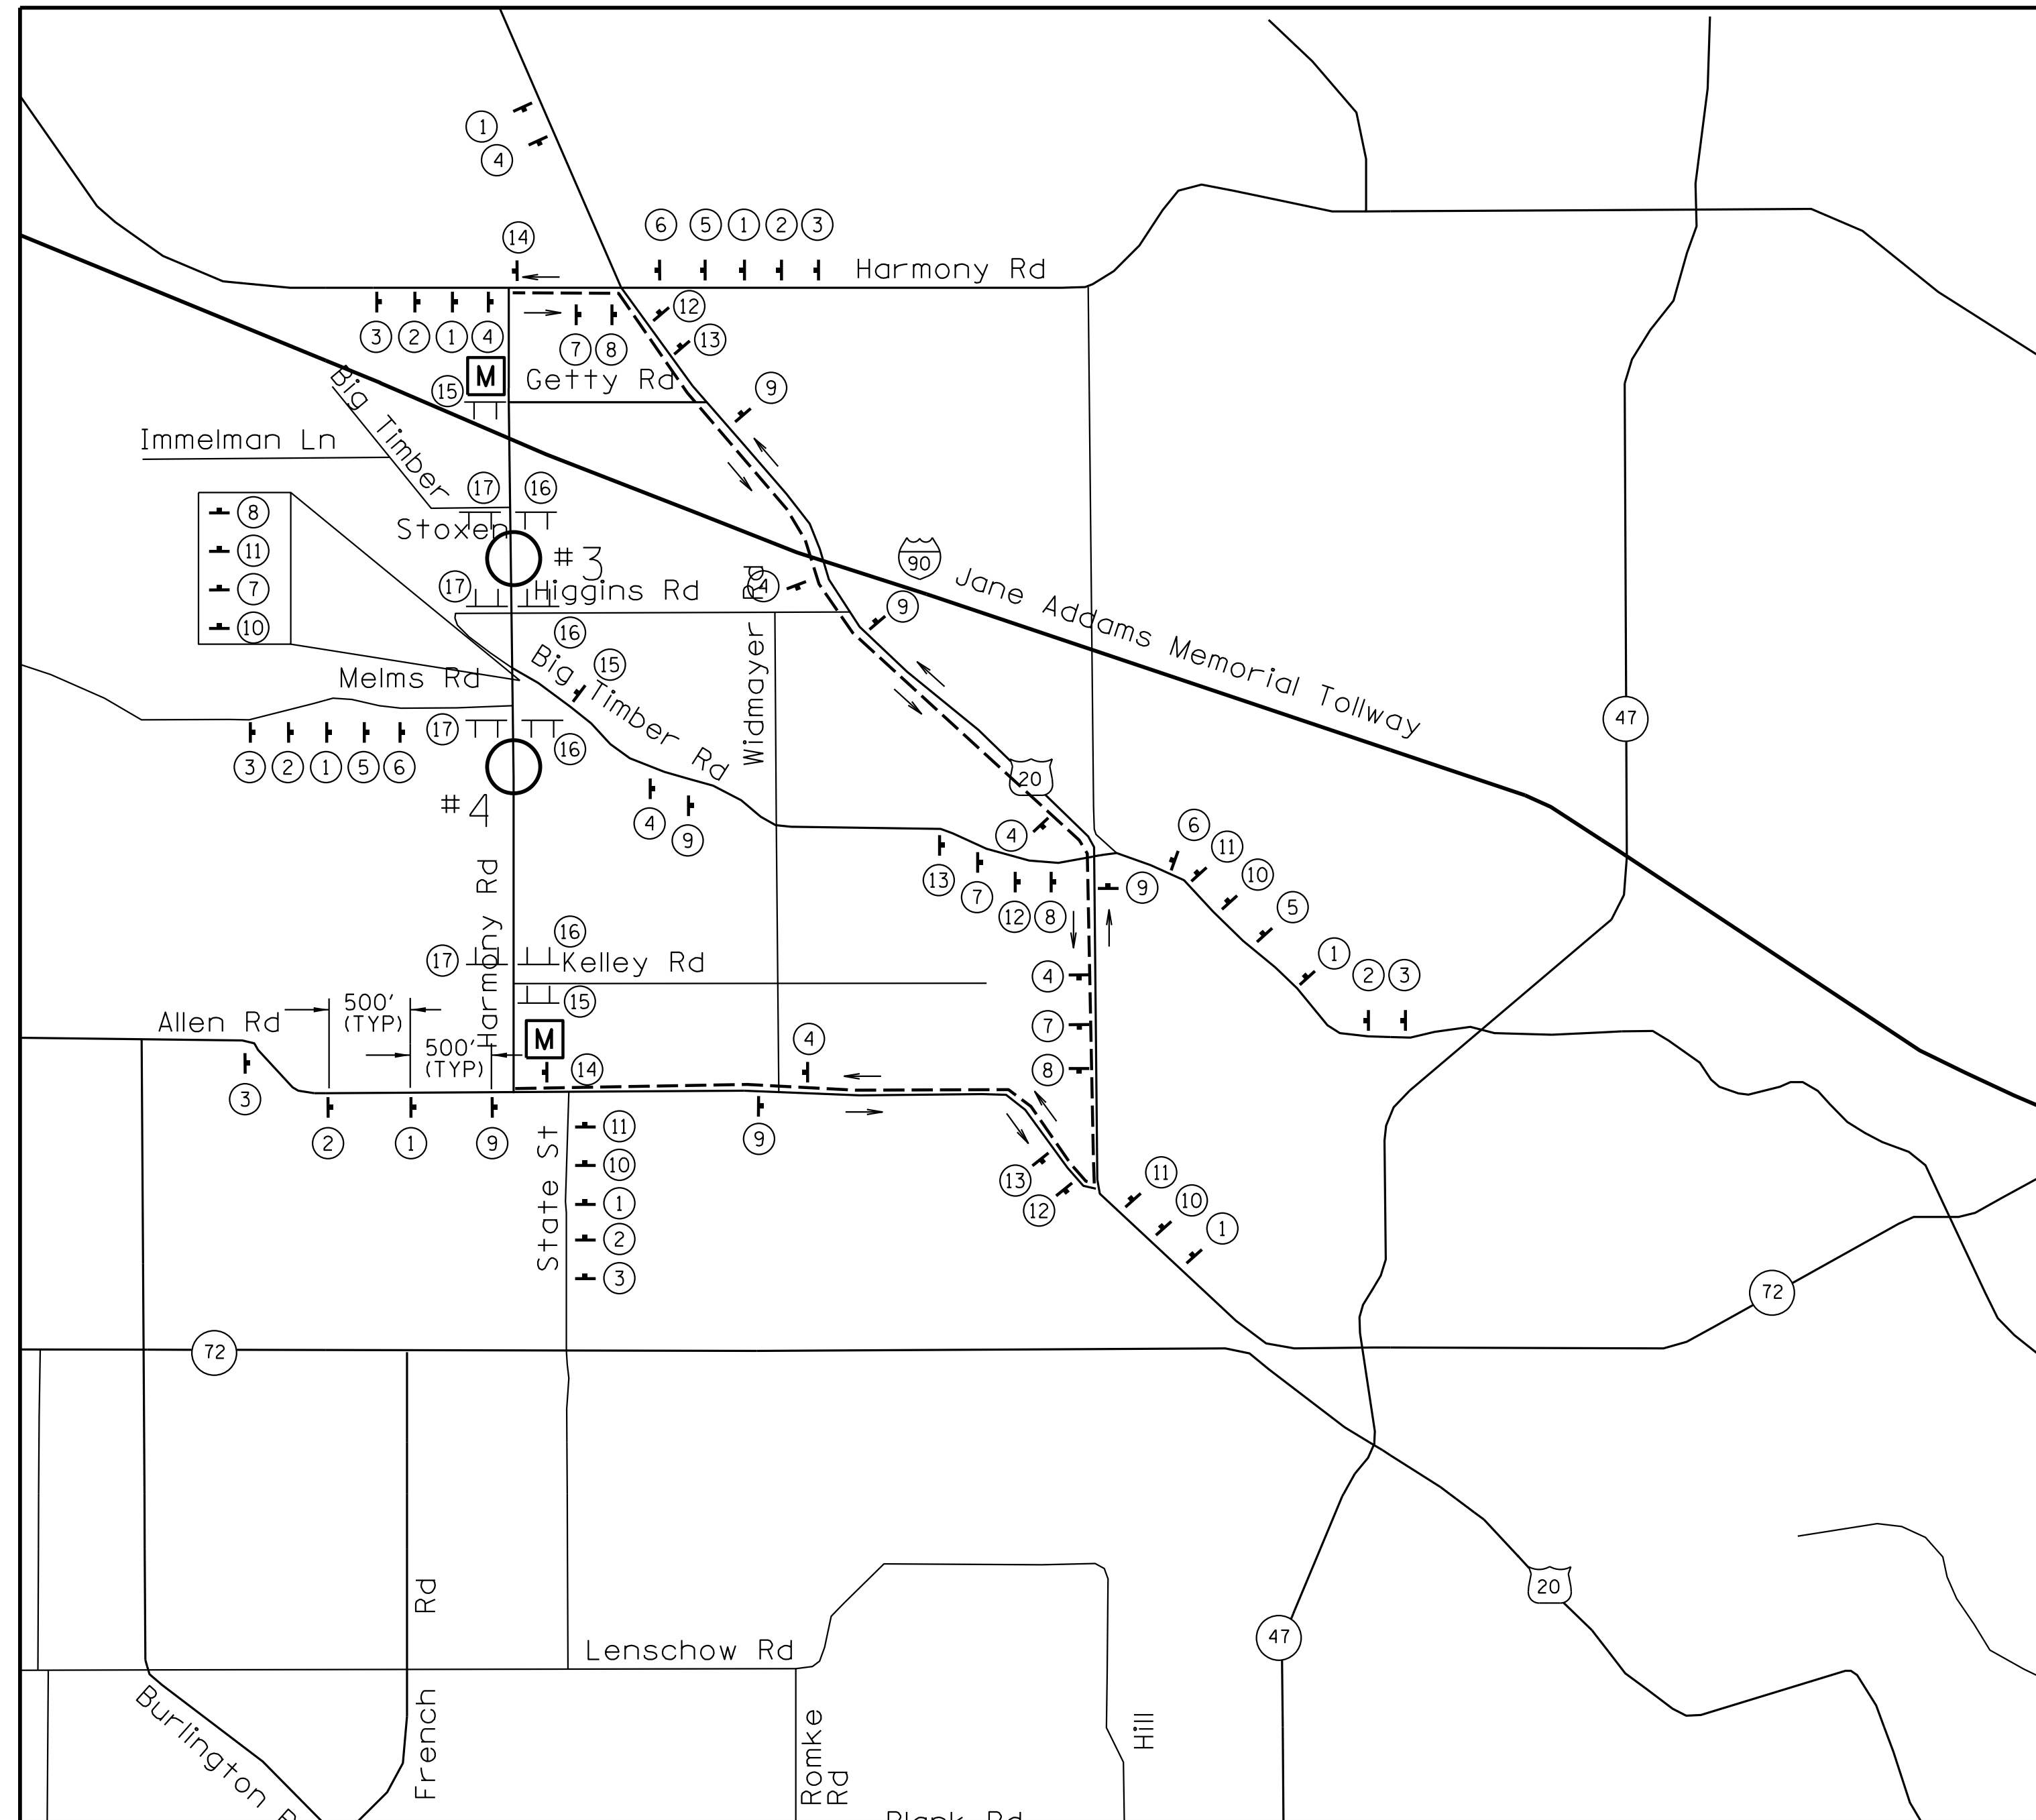 1
4
14
6 5 1 2 3
Harmony Rd
12
3 2 1 4
7 8
13
M
15
Getty Rd
9
Big Timber
Immelman Ln
17 16
8
11
7
10
Stoxen
#3
90
Jane Addams Memorial Tollway
17
Higgins Rd
4
9
16
Big Timber Rd
15
Widmayer Rd
Melms Rd
17
16
3 2 1 5 6
47
20
#4
4
9
4
6
11
10
5
1
2 3
13
7
12 8
9
Harmony Rd
16
17
Kelley Rd
4
15
500'
(TYP)
Allen Rd
500'
(TYP)
M
14
4
7
8
3
2 1 9
9
State St
11
10
1
2
3
13
12
11
10
1
72
72
20
French Rd
Lenschow Rd
47
Burlington R
Romke
Rd
Hill
Plank Rd